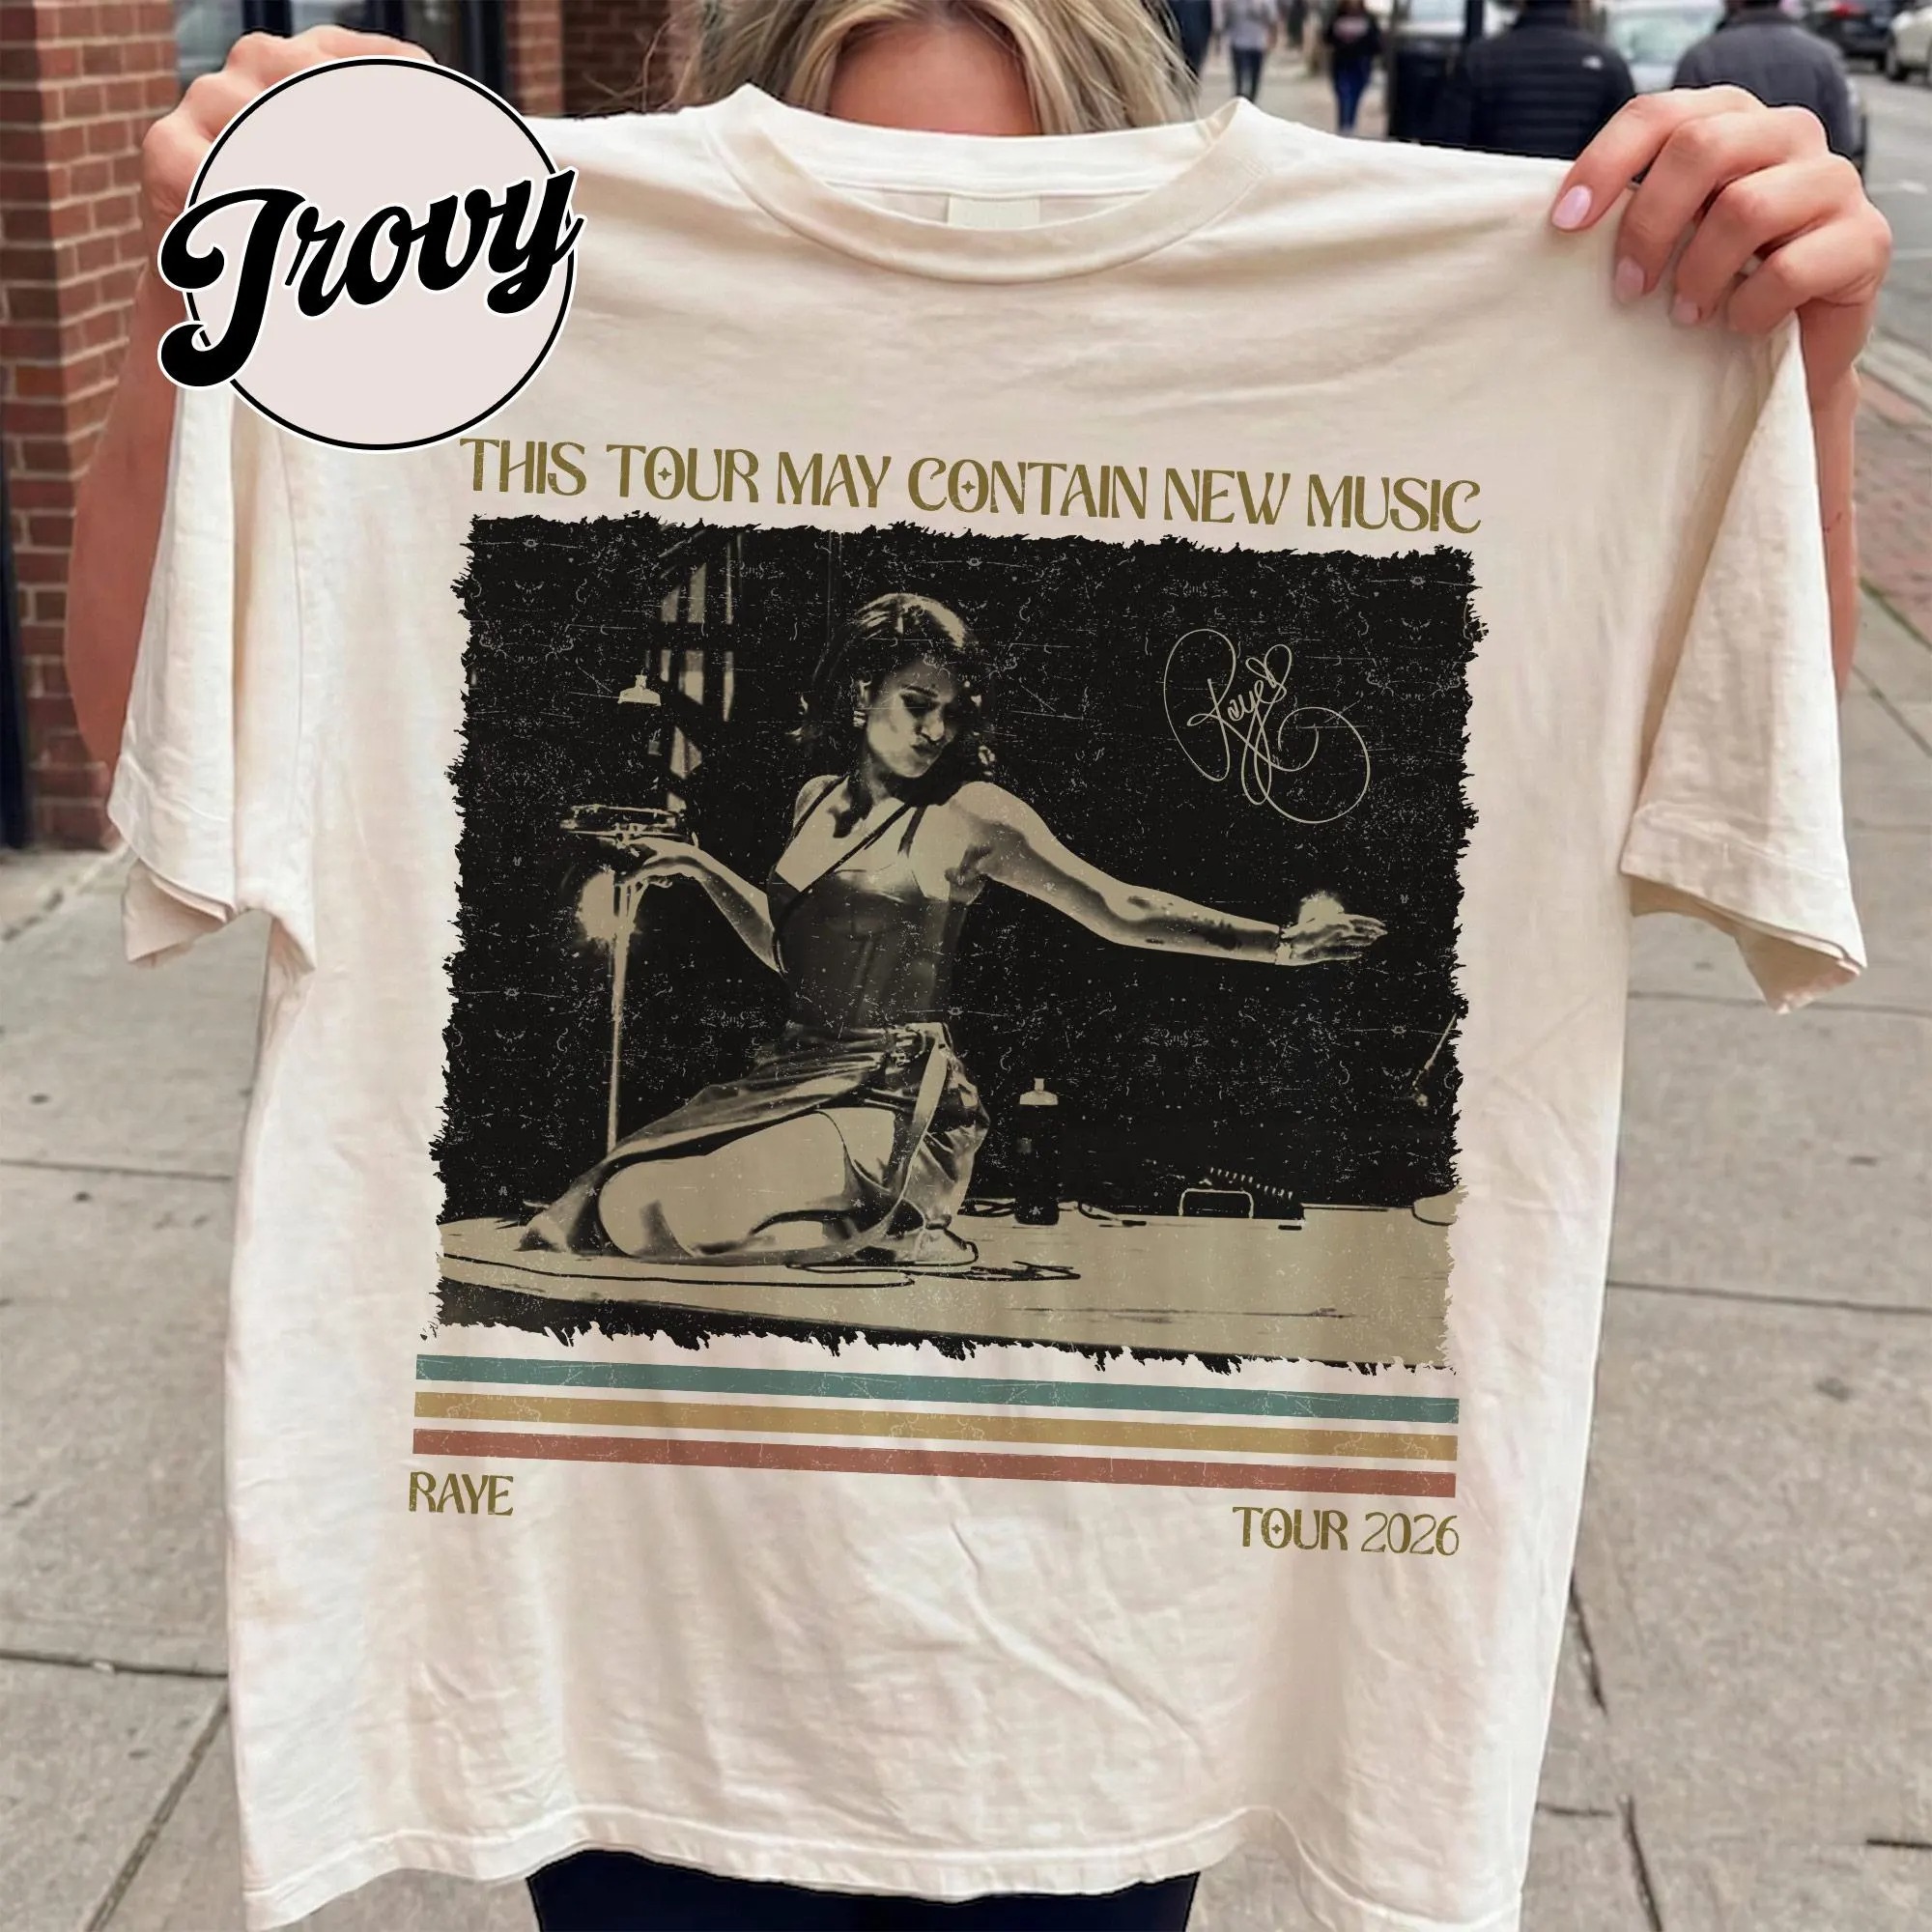 Trovy
THIS TOUR MAY CONTAIN NEW MUSIC
Raye
RAYE
TOUR 2026